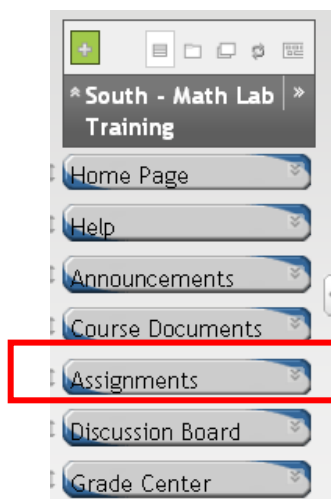 South - Math Lab
Training
Home Page
Help
Announcements
Course Documents
Assignments
Discussion Board
Grade Center